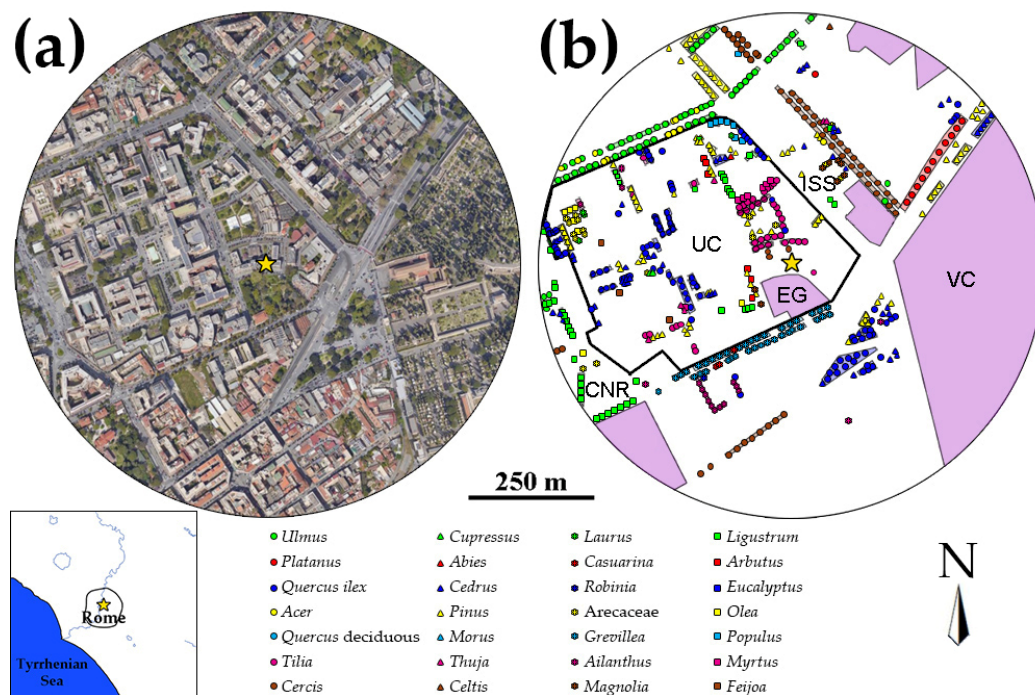 (a)
(b)
ISS
UC
VC
EG
CNR
250 m
Ulmus Cupressus Laurus Ligustrum
Platanus Abies Casuarina Arbutus
Quercus ilex Cedrus Robinia Eucalyptus
Acer Pinus Arecaceae Olea
Quercus deciduous Morus Grevillea Populus
Tilia Thuja Ailanthus Myrtus
Cercis Celtis Magnolia Feijoa
N
Rome
Tyrrhenian
Sea